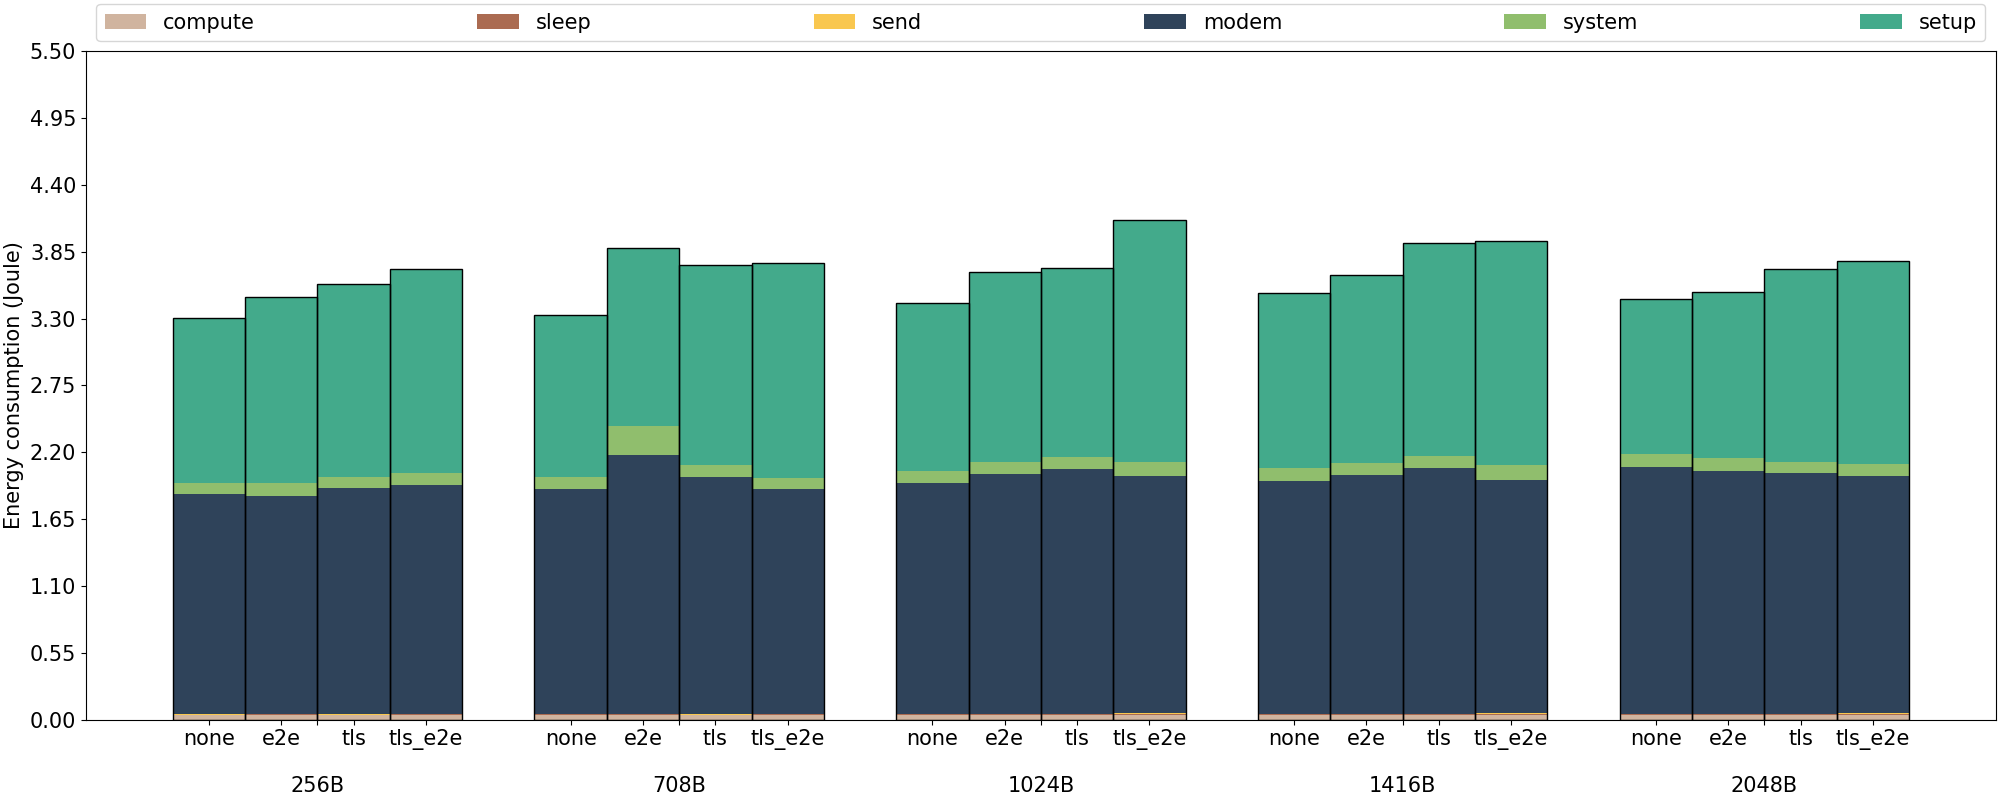 compute sleep send modem system setup
5.50
4.95
4.40
3.85
3.30
2.75
2.20
1.65
1.10
0.55
0.00
Energy consumption (Joule)
none e2e tls tls_e2e none e2e tls tls_e2e none e2e tls tls_e2e none e2e tls tls_e2e none e2e tls tls_e2e
256B 708B 1024B 1416B 2048B